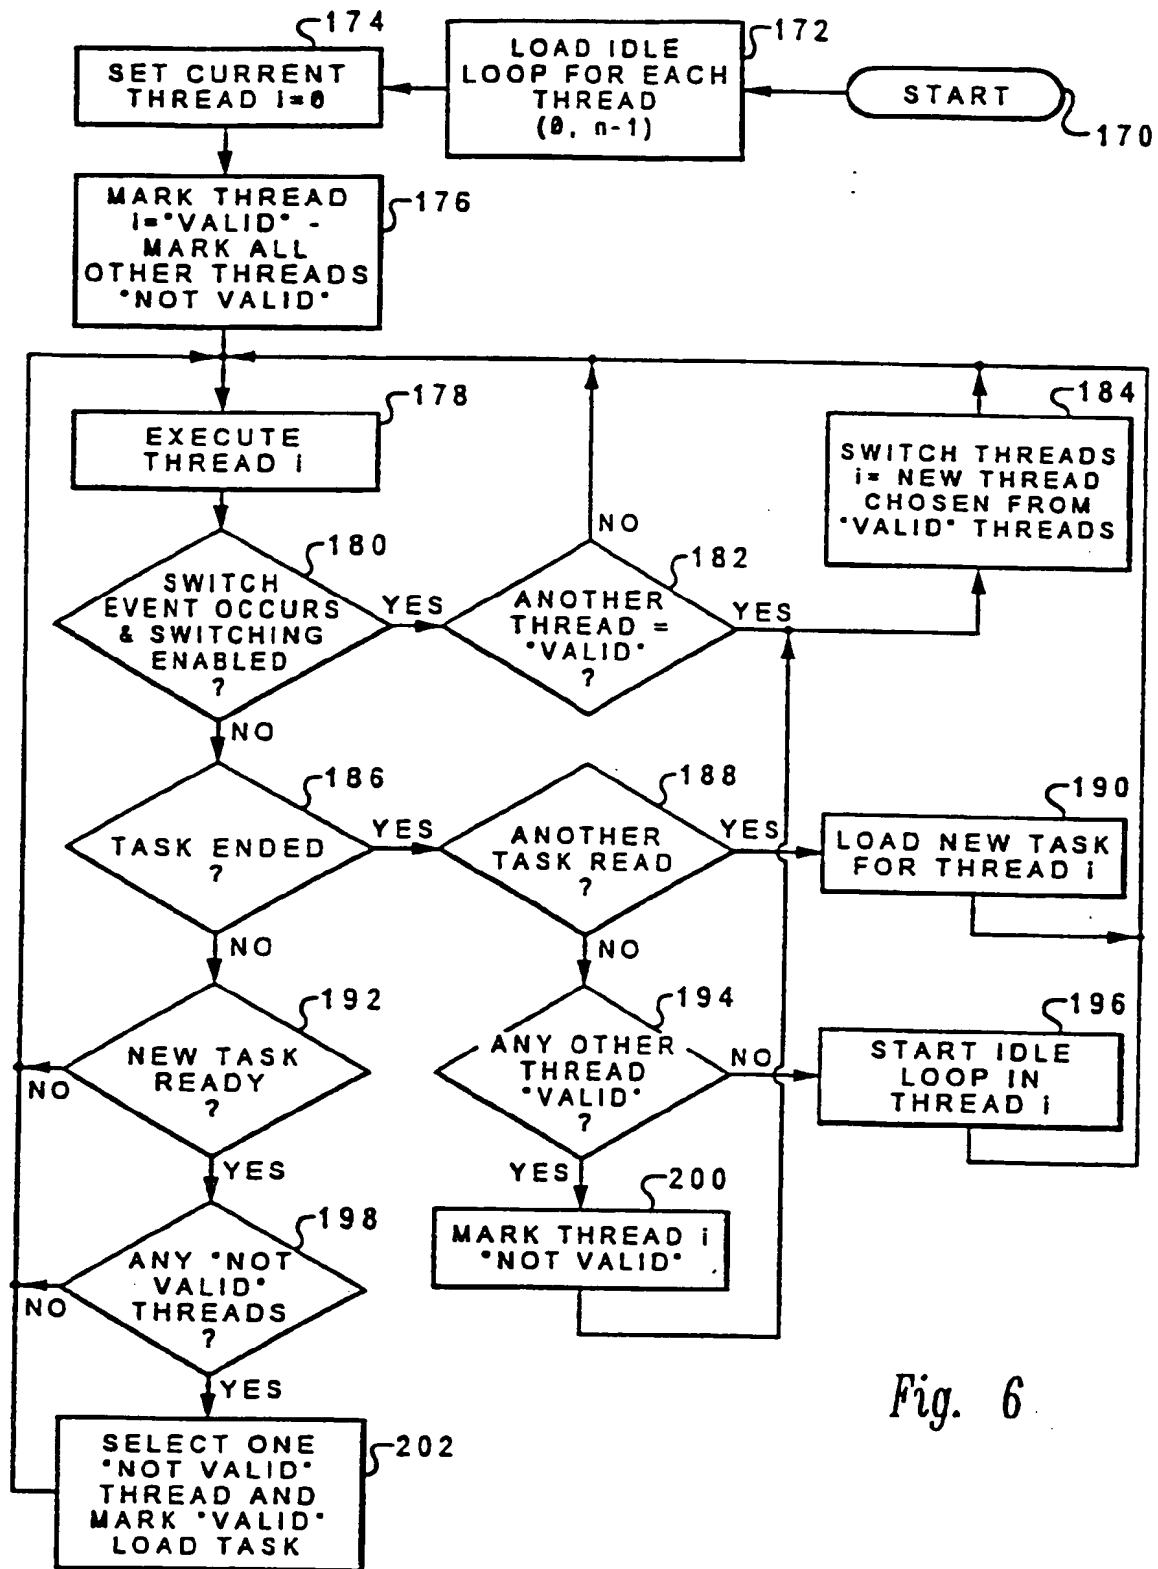 174
SET CURRENT
THREAD i=0
172
LOAD IDLE
LOOP FOR EACH
THREAD
(0, n-1)
START
170
176
MARK THREAD
i="VALID" -
MARK ALL
OTHER THREADS
"NOT VALID"
178
EXECUTE
THREAD i
184
SWITCH THREADS
i= NEW THREAD
CHOSEN FROM
"VALID" THREADS
180
SWITCH
EVENT OCCURS
& SWITCHING
ENABLED
?
YES
NO
182
NO
ANOTHER
THREAD =
"VALID"
?
YES
186
TASK ENDED
?
YES
NO
188
ANOTHER
TASK READ
?
YES
NO
190
LOAD NEW TASK
FOR THREAD i
192
NEW TASK
READY
?
NO
YES
194
ANY OTHER
THREAD
"VALID"
?
NO
YES
196
START IDLE
LOOP IN
THREAD i
198
ANY "NOT
VALID"
THREADS
?
NO
YES
200
MARK THREAD i
"NOT VALID"
202
SELECT ONE
"NOT VALID"
THREAD AND
MARK "VALID"
LOAD TASK
Fig. 6